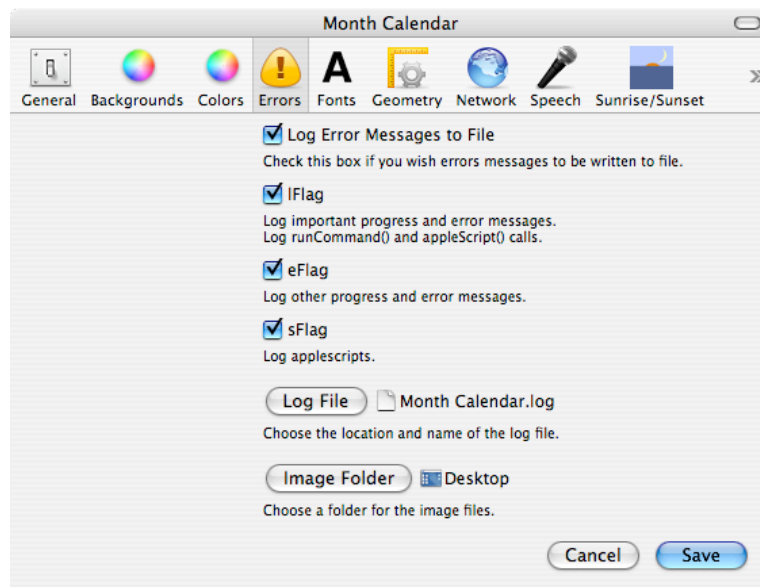 Month Calendar
General Backgrounds Colors Errors Fonts Geometry Network Speech Sunrise/Sunset
Log Error Messages to File
Check this box if you wish errors messages to be written to file.
lFlag
Log important progress and error messages.
Log runCommand() and appleScript() calls.
eFlag
Log other progress and error messages.
sFlag
Log applescripts.
Log File Month Calendar.log
Choose the location and name of the log file.
Image Folder Desktop
Choose a folder for the image files.
Cancel Save